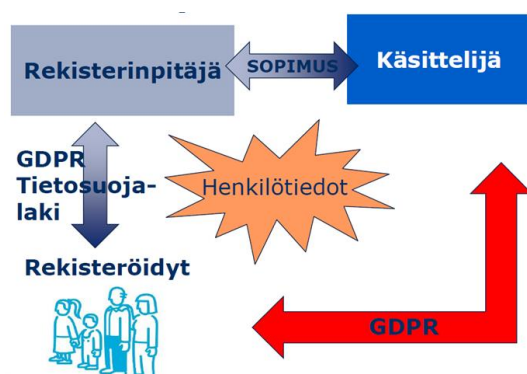 Rekisterinpitäjä
SOPIMUS
Käsittelijä
GDPR
Tietosuoja-
laki
Henkilötiedot
Rekisteröidyt
GDPR